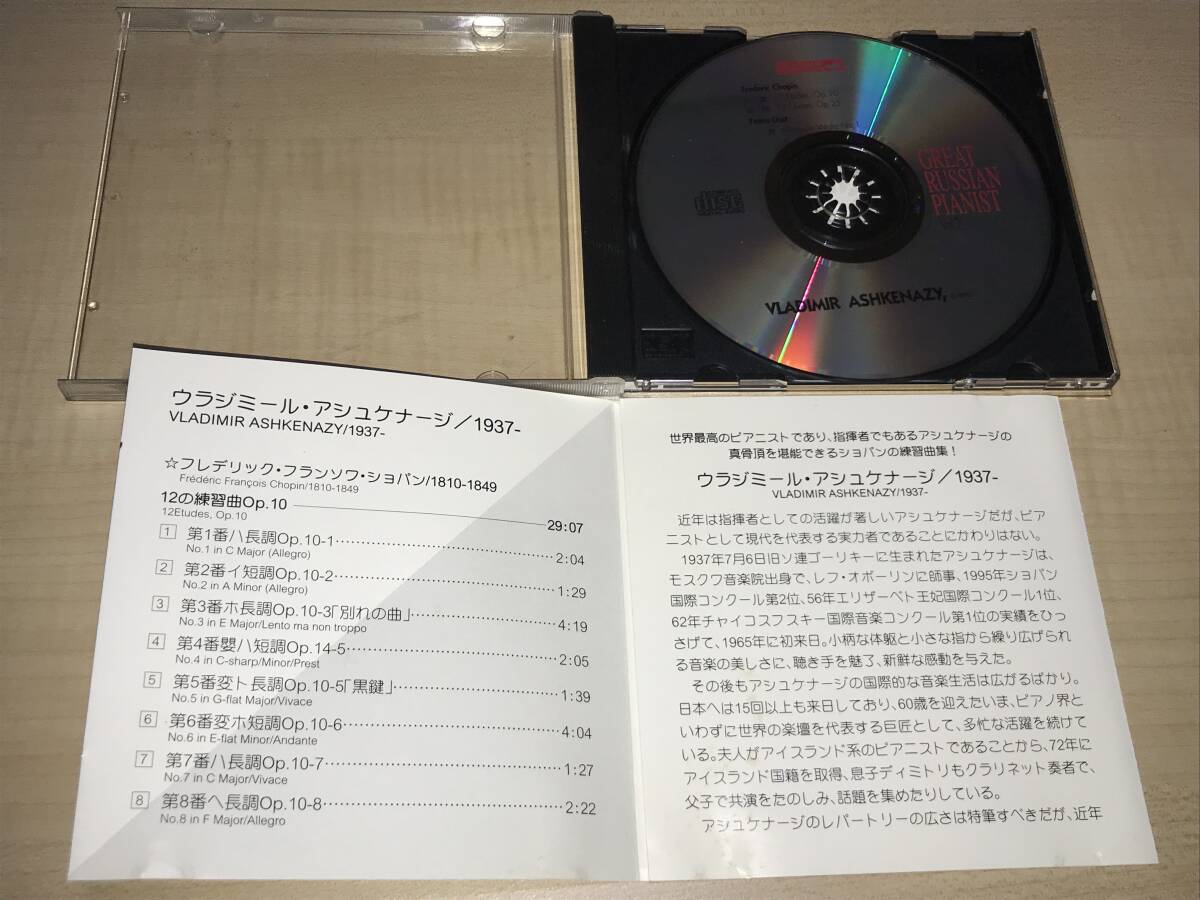 Frederic Chopin
GREAT
RUSSIAN
PIANIST
disc
VLADIMIR ASHKENAZY,
ウラジミール・アシュケナージ／1937-
VLADIMIR ASHKENAZY/1937-
☆フレデリック・フランソワ・ショパン/1810-1849
Frédéric François Chopin/1810-1849
12の練習曲Op.10 29:07
12Etudes, Op.10
1 第1番ハ長調Op.10-1 2:04
No.1 in C Major (Allegro)
2 第2番イ短調Op.10-2 1:29
No.2 in A Minor (Allegro)
3 第3番ホ長調Op.10-3「別れの曲」 4:19
No.3 in E Major/Lento ma non troppo
4 第4番嬰ハ短調Op.14-5 2:05
No.4 in C-sharp/Minor/Prest
5 第5番変ト長調Op.10-5「黒鍵」 1:39
No.5 in G-flat Major/Vivace
6 第6番変ホ短調Op.10-6 4:04
No.6 in E-flat Minor/Andante
7 第7番ハ長調Op.10-7 1:27
No.7 in C Major/Vivace
8 第8番ヘ長調Op.10-8 2:22
No.8 in F Major/Allegro
世界最高のピアニストであり、指揮者でもあるアシュケナージの
真骨頂を堪能できるショパンの練習曲集！
ウラジミール・アシュケナージ／1937-
VLADIMIR ASHKENAZY/1937-
近年は指揮者としての活躍が著しいアシュケナージだが、ピア
ニストとして現代を代表する実力者であることにかわりはない。
1937年7月6日旧ソ連ゴーリキーに生まれたアシュケナージは、
モスクワ音楽院出身で、レフ・オボーリンに師事、1995年ショパン
国際コンクール第2位、56年エリザーベト王妃国際コンクール1位、
62年チャイコスフスキー国際音楽コンクール第1位の実績をひっ
さげて、1965年に初来日。小柄な体躯と小さな指から繰り広げられ
る音楽の美しさに、聴き手を魅了、新鮮な感動を与えた。
その後もアシュケナージの国際的な音楽生活は広がるばかり。
日本へは15回以上も来日しており、60歳を迎えたいま、ピアノ界と
いわずに世界の楽壇を代表する巨匠として、多忙な活躍を続けて
いる。夫人がアイスランド系のピアニストであることから、72年に
アイスランド国籍を取得、息子ディミトリもクラリネット奏者で、
父子で共演をたのしみ、話題を集めたりしている。
アシュケナージのレパートリーの広さは特筆すべきだが、近年